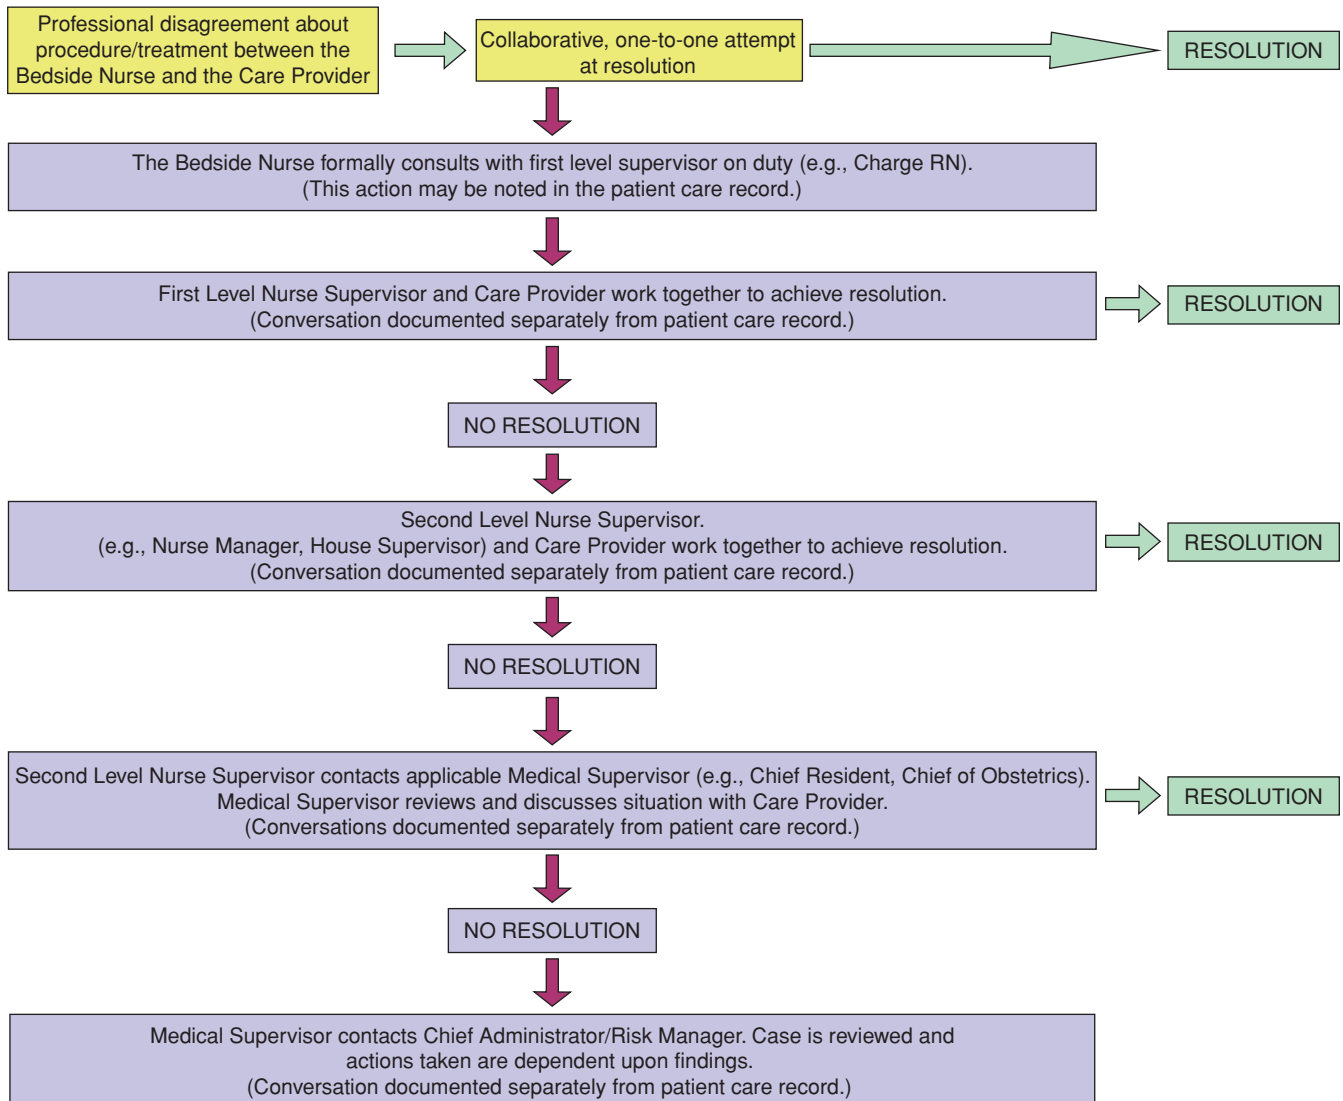 Professional disagreement about
procedure/treatment between the
Bedside Nurse and the Care Provider
Collaborative, one-to-one attempt
at resolution
RESOLUTION
The Bedside Nurse formally consults with first level supervisor on duty (e.g., Charge RN).
(This action may be noted in the patient care record.)
First Level Nurse Supervisor and Care Provider work together to achieve resolution.
(Conversation documented separately from patient care record.)
RESOLUTION
NO RESOLUTION
Second Level Nurse Supervisor.
(e.g., Nurse Manager, House Supervisor) and Care Provider work together to achieve resolution.
(Conversation documented separately from patient care record.)
RESOLUTION
NO RESOLUTION
Second Level Nurse Supervisor contacts applicable Medical Supervisor (e.g., Chief Resident, Chief of Obstetrics).
Medical Supervisor reviews and discusses situation with Care Provider.
(Conversations documented separately from patient care record.)
RESOLUTION
NO RESOLUTION
Medical Supervisor contacts Chief Administrator/Risk Manager. Case is reviewed and
actions taken are dependent upon findings.
(Conversation documented separately from patient care record.)